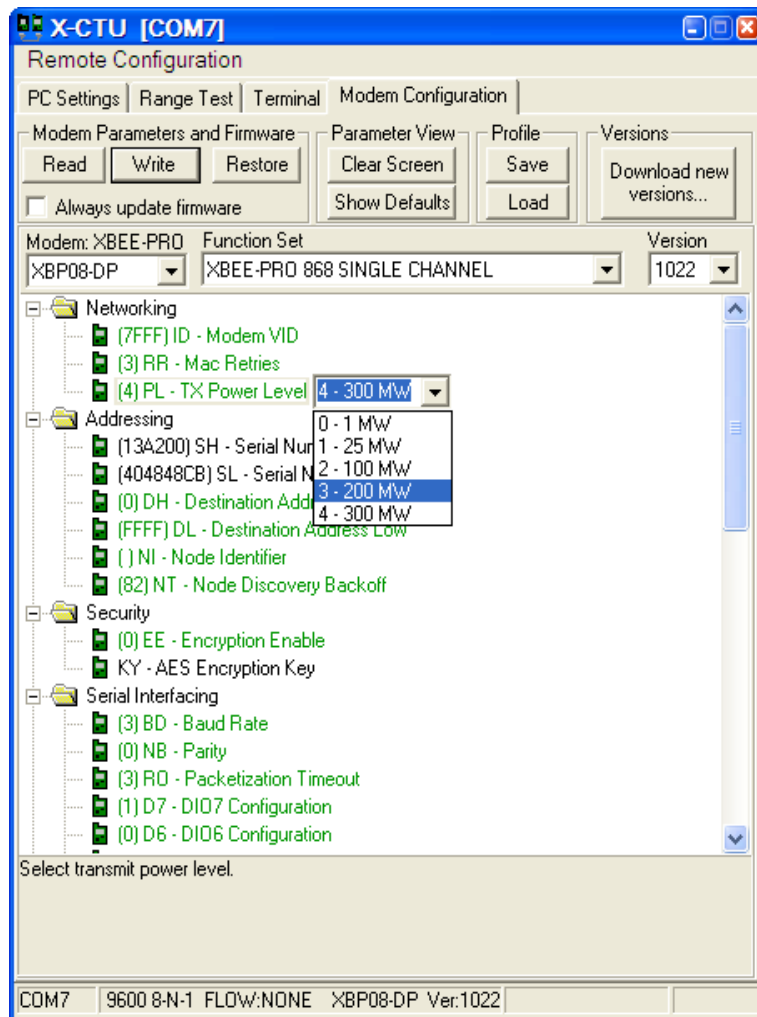 X-CTU [COM7]
Remote Configuration
PC Settings Range Test Terminal Modem Configuration
Modem Parameters and Firmware Parameter View Profile Versions
Read Write Restore Clear Screen Save Download new versions...
Always update firmware Show Defaults Load
Modem: XBEE-PRO Function Set Version
XBP08-DP XBEE-PRO 868 SINGLE CHANNEL 1022
Networking
(7FFF) ID - Modem VID
(3) RR - Mac Retries
(4) PL - TX Power Level 4 - 300 MW
0 - 1 MW
1 - 25 MW
2 - 100 MW
3 - 200 MW
4 - 300 MW
Addressing
(13A200) SH - Serial Nu
(404848CB) SL - Serial N
(0) DH - Destination Add
(FFFF) DL - Destination Address Low
( ) NI - Node Identifier
(82) NT - Node Discovery Backoff
Security
(0) EE - Encryption Enable
KY - AES Encryption Key
Serial Interfacing
(3) BD - Baud Rate
(0) NB - Parity
(3) RO - Packetization Timeout
(1) D7 - DIO7 Configuration
(0) D6 - DIO6 Configuration
Select transmit power level.
COM7 9600 8-N-1 FLOW:NONE XBP08-DP Ver:1022